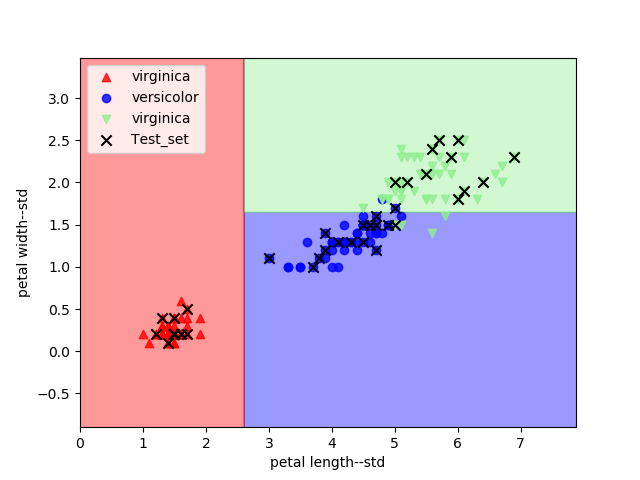 virginica
versicolor
virginica
Test_set
3.0
2.5
2.0
1.5
1.0
0.5
0.0
−0.5
petal width--std
0 1 2 3 4 5 6 7
petal length--std